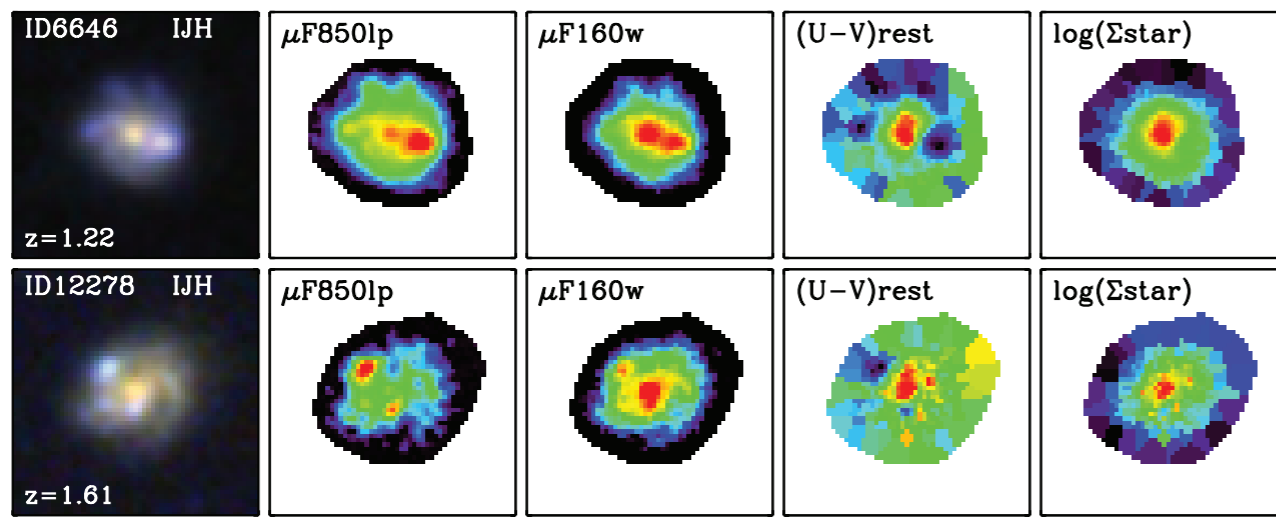 ID6646 IJH
z=1.22
μF850lp
μF160w
(U−V)rest
log(Σstar)
ID12278 IJH
z=1.61
μF850lp
μF160w
(U−V)rest
log(Σstar)